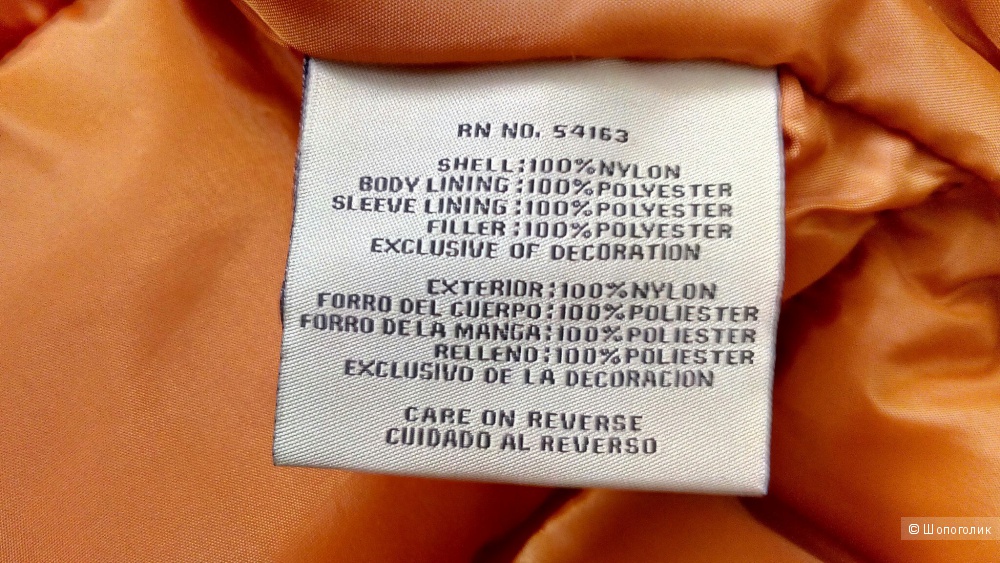 RN NO. 54163
SHELL:100%NYLON
BODY LINING:100%POLYESTER
SLEEVE LINING:100%POLYESTER
FILLER:100%POLYESTER
EXCLUSIVE OF DECORATION
EXTERIOR:100%NYLON
FORRO DEL CUERPO:100%POLIESTER
FORRO DE LA MANGA:100%POLIESTER
RELLENO:100%POLIESTER
EXCLUSIVO DE LA DECORACION
CARE ON REVERSE
CUIDADO AL REVERSO
© Шопоголик